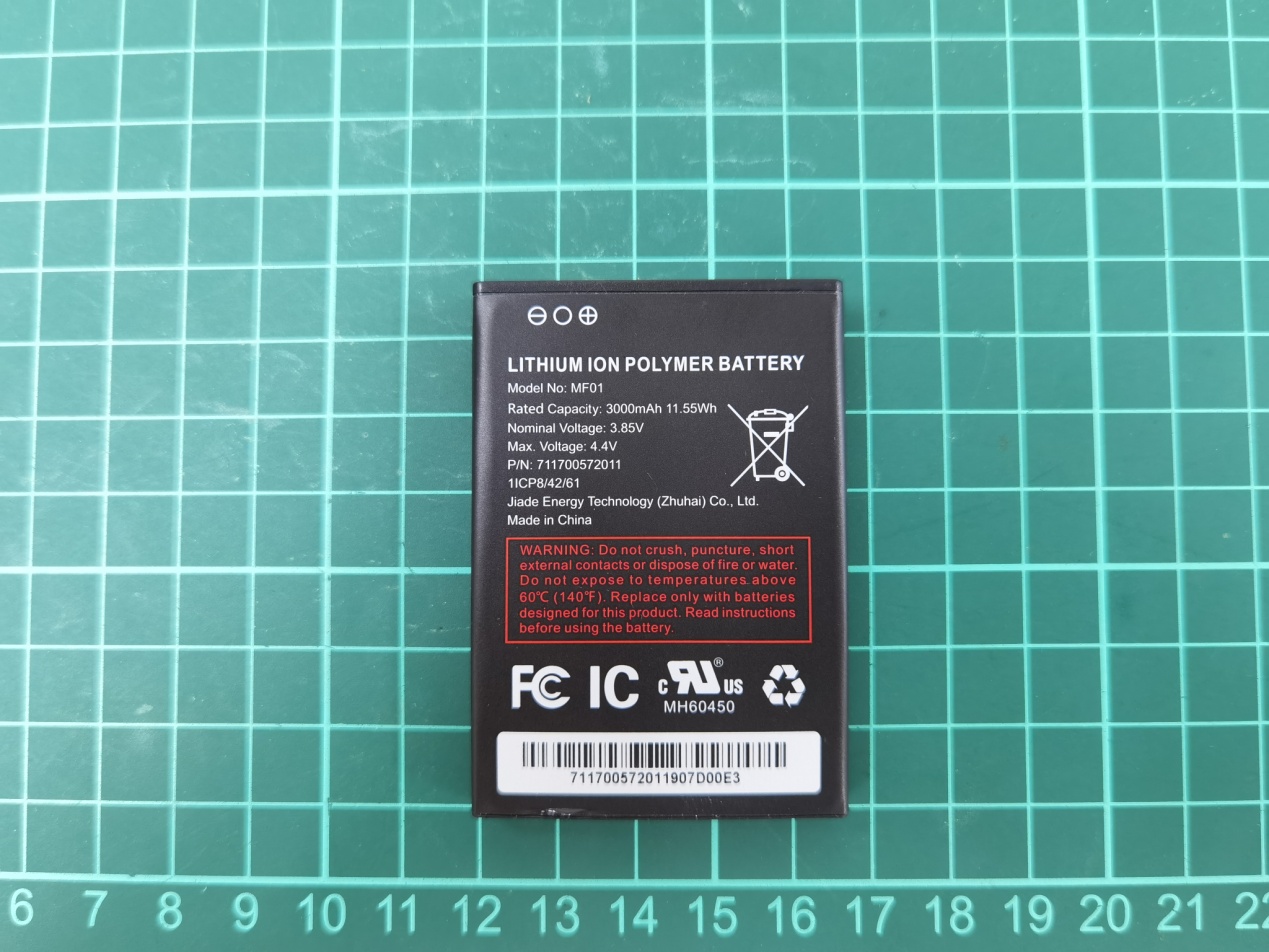 ⊖ ○ ⊕
LITHIUM ION POLYMER BATTERY
Model No: MF01
Rated Capacity: 3000mAh 11.55Wh
Nominal Voltage: 3.85V
Max. Voltage: 4.4V
P/N: 711700572011
1ICP8/42/61
Jiade Energy Technology (Zhuhai) Co., Ltd.
Made in China
WARNING: Do not crush, puncture, short
external contacts or dispose of fire or water.
Do not expose to temperatures above
60℃ (140℉). Replace only with batteries
designed for this product. Read instructions
before using the battery.
FC IC c RU® US
MH60450
711700572011907D00E3
6 7 8 9 10 11 12 13 14 15 16 17 18 19 20 21 22